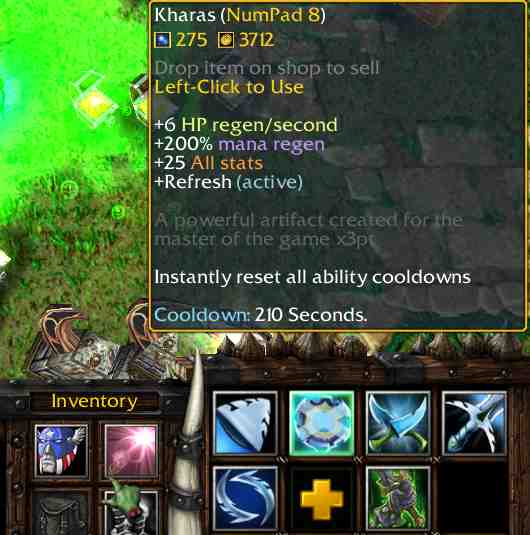 Kharas (NumPad 8)
275 3712
Drop item on shop to sell
Left-Click to Use
+6 HP regen/second
+200% mana regen
+25 All stats
+Refresh (active)
A powerful artifact created for the
master of the game x3pt
Instantly reset all ability cooldowns
Cooldown: 210 Seconds.
Inventory